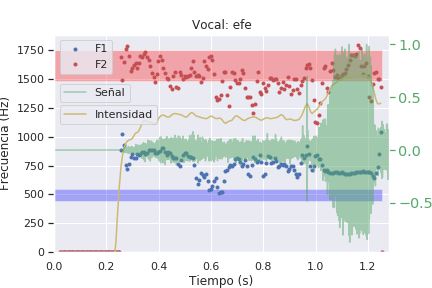 Vocal: efe
F1
F2
Señal
Intensidad
Frecuencia (Hz)
1750
1500
1250
1000
750
500
250
0
1.0
0.5
0.0
−0.5
0.0 0.2 0.4 0.6 0.8 1.0 1.2
Tiempo (s)